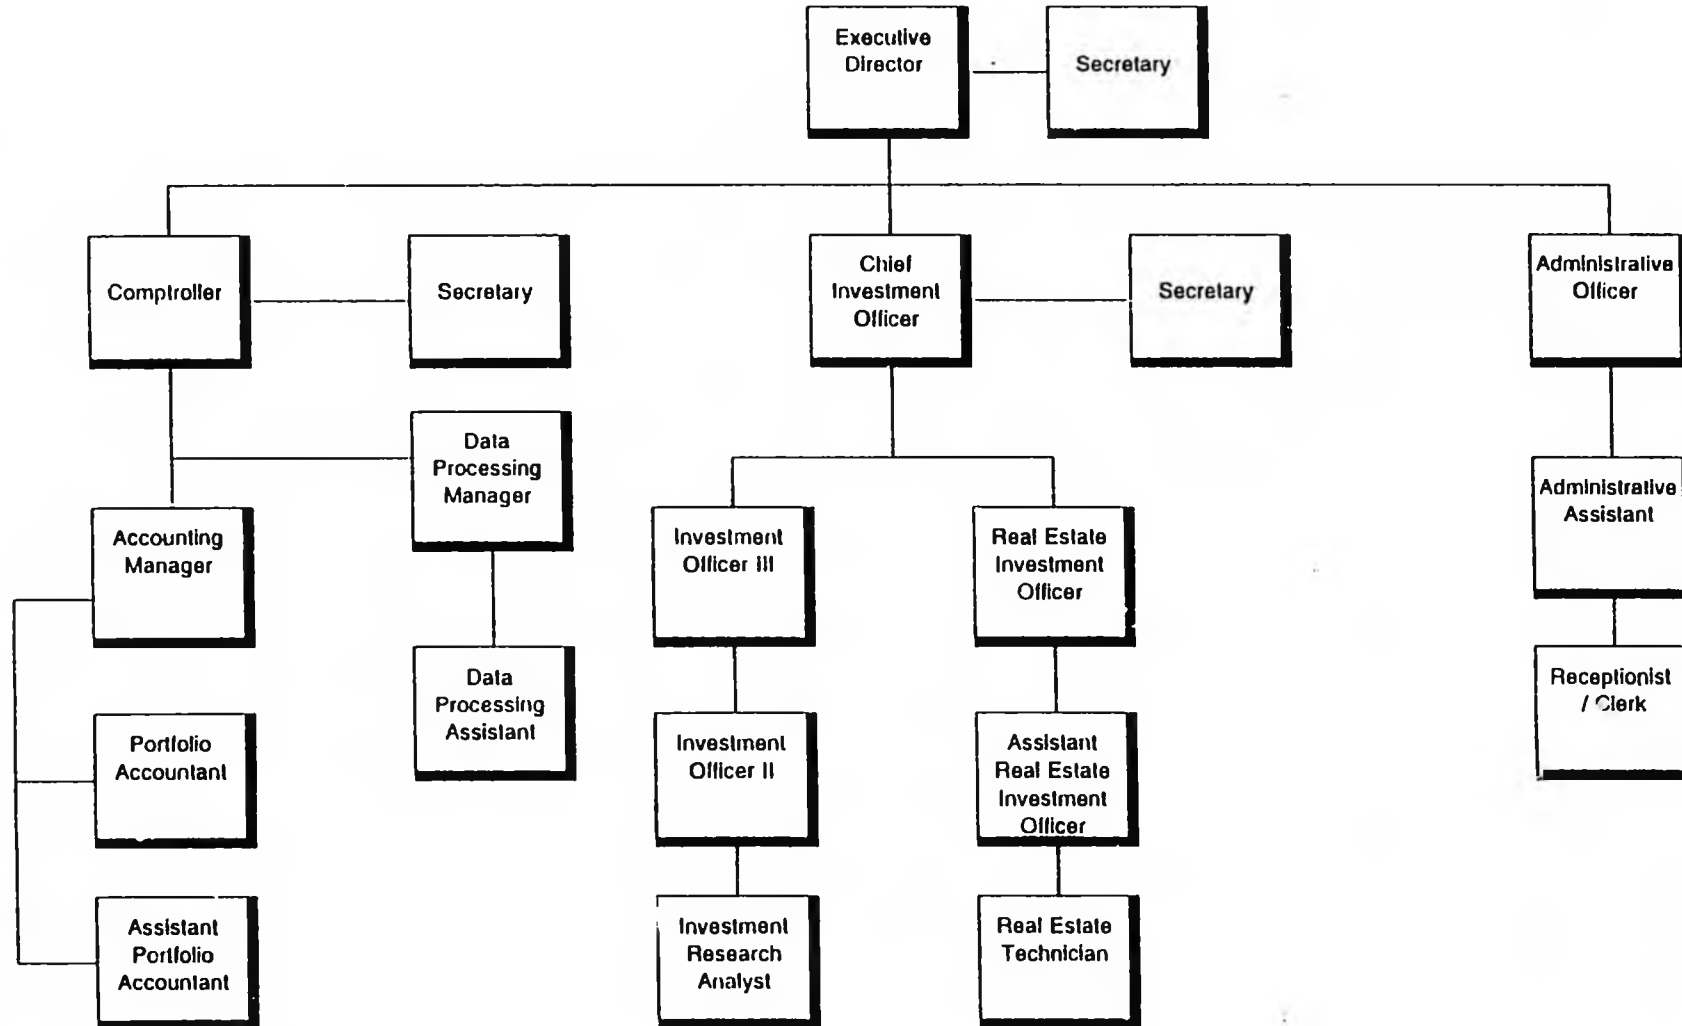 Executive
Director
Secretary
Comptroller
Secretary
Chief
Investment
Officer
Secretary
Administrative
Officer
Data
Processing
Manager
Accounting
Manager
Investment
Officer III
Real Estate
Investment
Officer
Administrative
Assistant
Data
Processing
Assistant
Receptionist
/ Clerk
Portfolio
Accountant
Investment
Officer II
Assistant
Real Estate
Investment
Officer
Assistant
Portfolio
Accountant
Investment
Research
Analyst
Real Estate
Technician